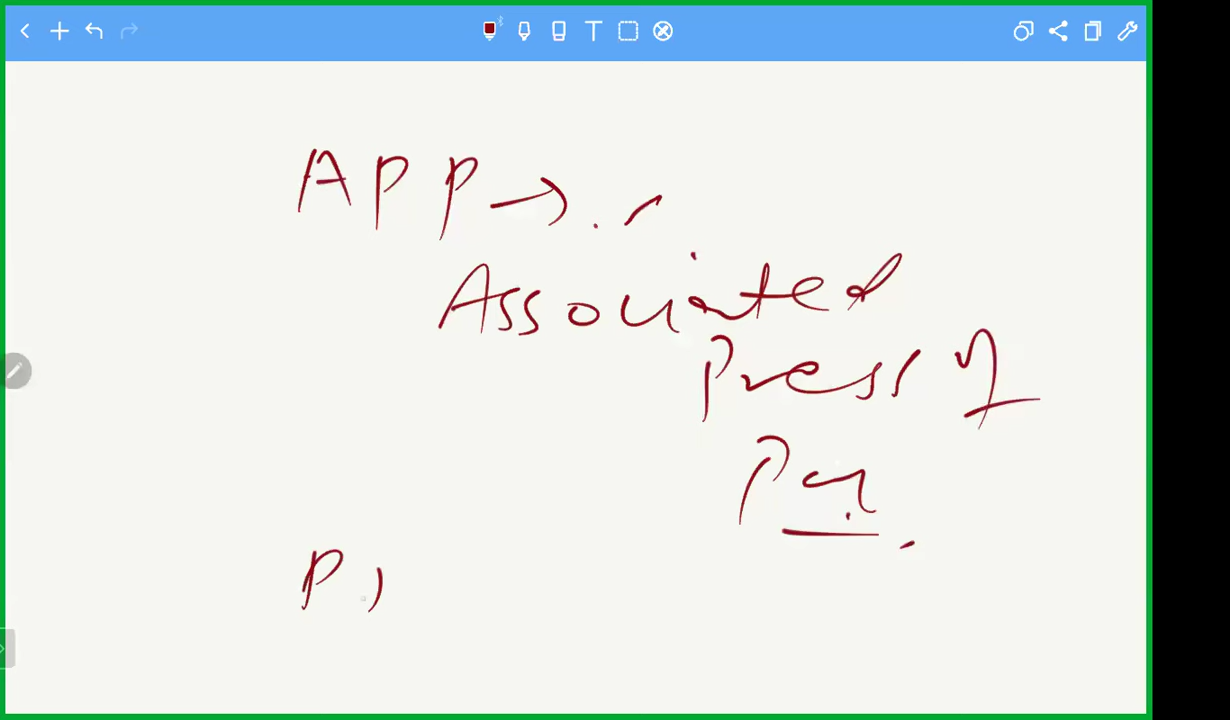 APP →
Associated
Press of
Pa
P